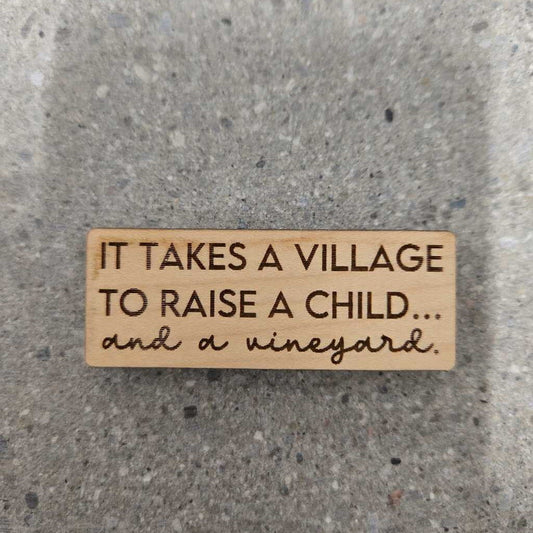 IT TAKES A VILLAGE
TO RAISE A CHILD...
and a vineyard.